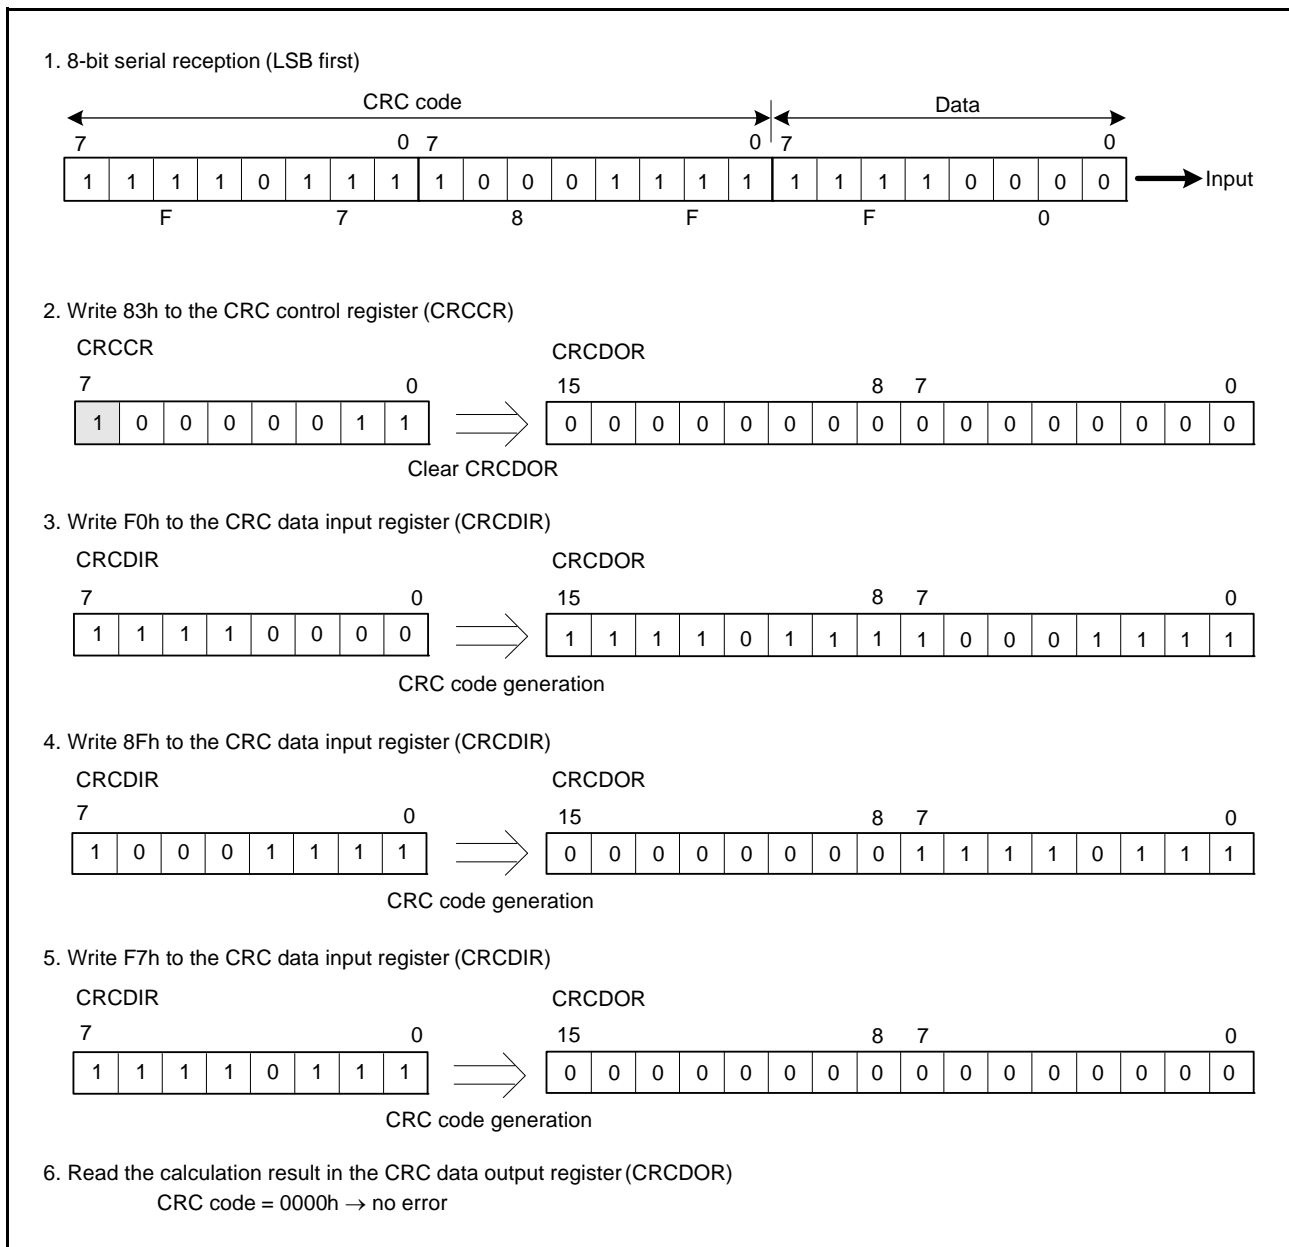 1. 8-bit serial reception (LSB first)
CRC code Data
7 0 7 0 7 0
1 1 1 1 0 1 1 1 1 0 0 0 1 1 1 1 1 1 1 1 0 0 0 0 Input
F 7 8 F F 0
2. Write 83h to the CRC control register (CRCCR)
CRCCR CRCDOR
7 0 15 8 7 0
1 0 0 0 0 0 1 1 0 0 0 0 0 0 0 0 0 0 0 0 0 0 0 0
Clear CRCDOR
3. Write F0h to the CRC data input register (CRCDIR)
CRCDIR CRCDOR
7 0 15 8 7 0
1 1 1 1 0 0 0 0 1 1 1 1 0 1 1 1 1 0 0 0 1 1 1 1
CRC code generation
4. Write 8Fh to the CRC data input register (CRCDIR)
CRCDIR CRCDOR
7 0 15 8 7 0
1 0 0 0 1 1 1 1 0 0 0 0 0 0 0 0 1 1 1 1 0 1 1 1
CRC code generation
5. Write F7h to the CRC data input register (CRCDIR)
CRCDIR CRCDOR
7 0 15 8 7 0
1 1 1 1 0 1 1 1 0 0 0 0 0 0 0 0 0 0 0 0 0 0 0 0
CRC code generation
6. Read the calculation result in the CRC data output register (CRCDOR)
CRC code = 0000h → no error